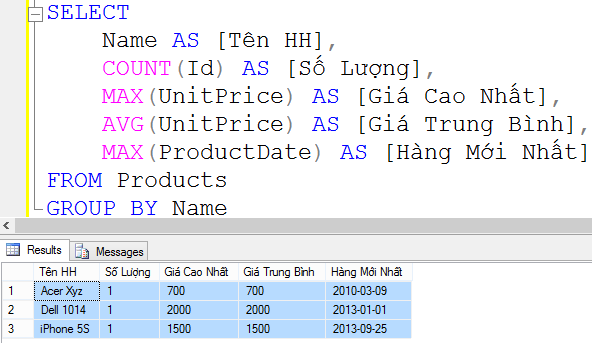 SELECT
Name AS [Tên HH],
COUNT(Id) AS [Số Lượng],
MAX(UnitPrice) AS [Giá Cao Nhất],
AVG(UnitPrice) AS [Giá Trung Bình],
MAX(ProductDate) AS [Hàng Mới Nhất]
FROM Products
GROUP BY Name
Results Messages
Tên HH Số Lượng Giá Cao Nhất Giá Trung Bình Hàng Mới Nhất
1 Acer Xyz 1 700 700 2010-03-09
2 Dell 1014 1 2000 2000 2013-01-01
3 iPhone 5S 1 1500 1500 2013-09-25